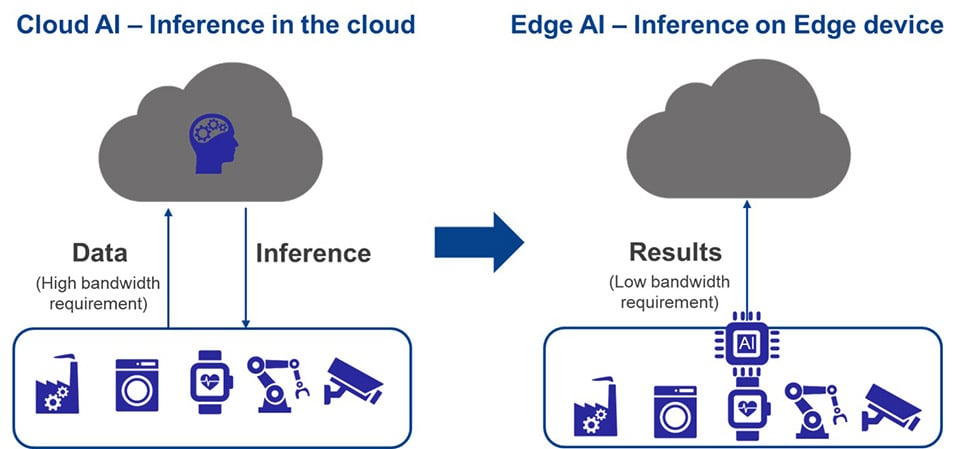 Cloud AI – Inference in the cloud
Edge AI – Inference on Edge device
Data
(High bandwidth
requirement)
Inference
Results
(Low bandwidth
requirement)
AI